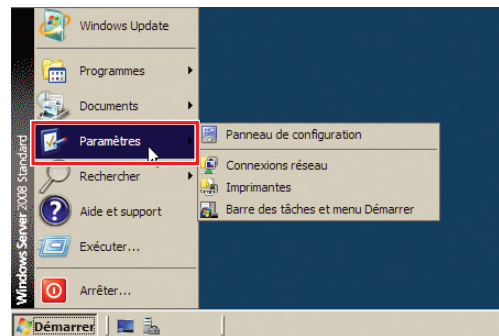 Windows Update
Programmes
Documents
Paramètres
Rechercher
Aide et support
Exécuter...
Arrêter...
Windows Server 2008 Standard
Panneau de configuration
Connexions réseau
Imprimantes
Barre des tâches et menu Démarrer
Démarrer